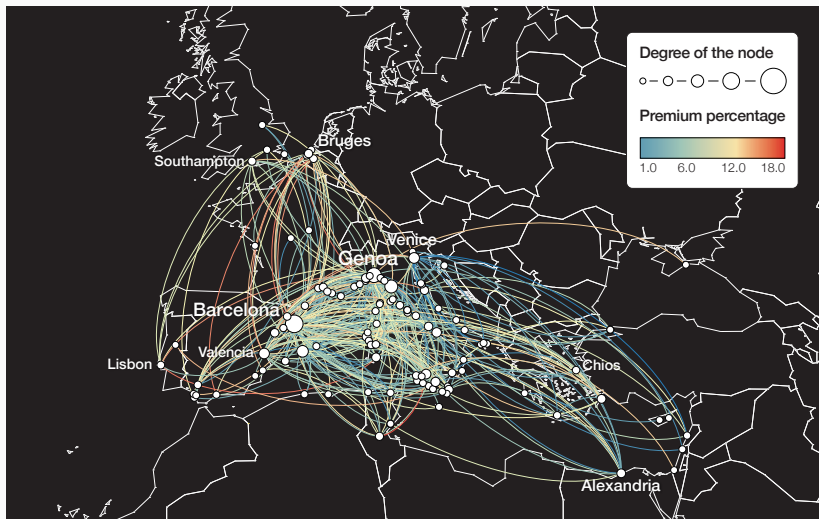 Degree of the node
Premium percentage
1.0 6.0 12.0 18.0
Bruges
Southampton
Venice
Genoa
Barcelona
Valencia
Lisbon
Chios
Alexandria